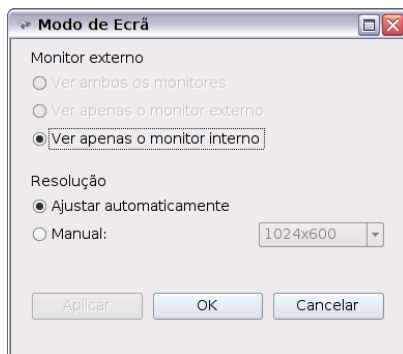 Modo de Ecrã
Monitor externo
Ver ambos os monitores
Ver apenas o monitor externo
Ver apenas o monitor interno
Resolução
Ajustar automaticamente
Manual: 1024x600
Aplicar OK Cancelar